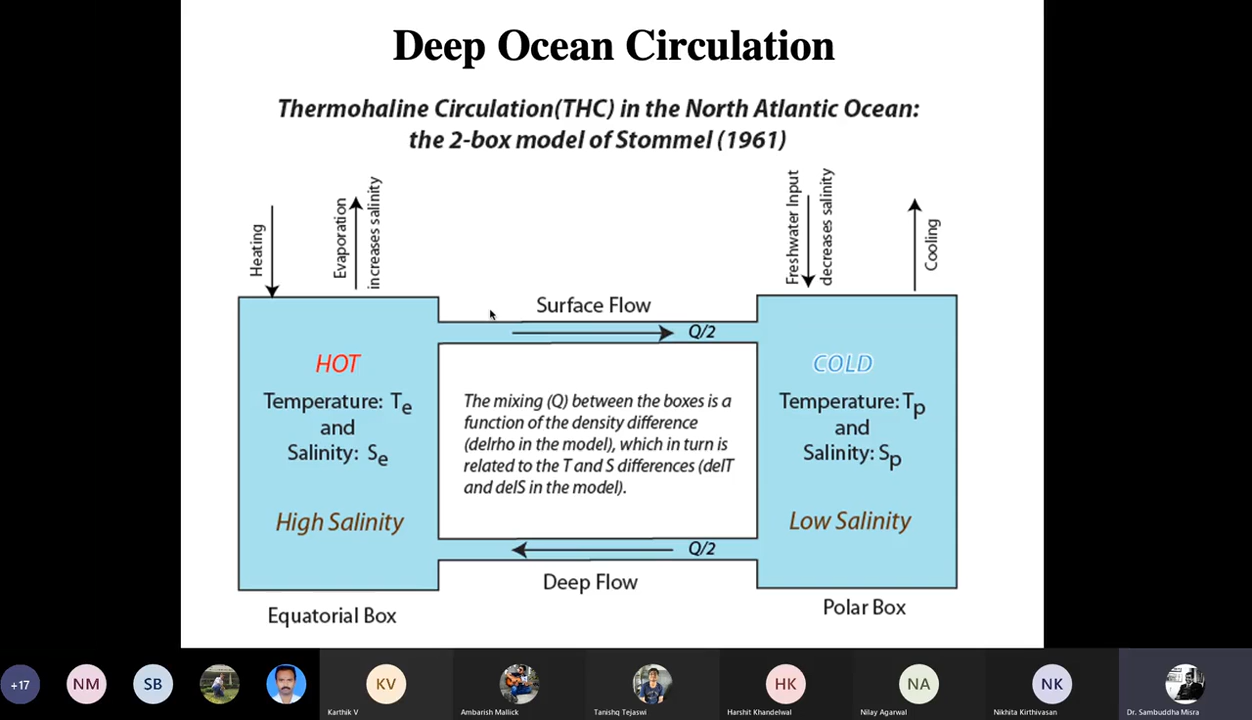 Deep Ocean Circulation
Thermohaline Circulation(THC) in the North Atlantic Ocean:
the 2-box model of Stommel (1961)
Heating
Evaporation
increases salinity
Freshwater Input
decreases salinity
Cooling
Surface Flow
Q/2
HOT
Temperature: Te
and
Salinity: Se
High Salinity
The mixing (Q) between the boxes is a
function of the density difference
(delrho in the model), which in turn is
related to the T and S differences (delT
and delS in the model).
COLD
Temperature: Tp
and
Salinity: Sp
Low Salinity
Q/2
Deep Flow
Equatorial Box
Polar Box
+17
NM
SB
KV
HK
NA
NK
Karthik V
Ambarish Mallick
Tanishq Tejaswi
Harshit Khandelwal
Nilay Agarwal
Nikhita Kirthivasan
Dr. Sambuddha Misra